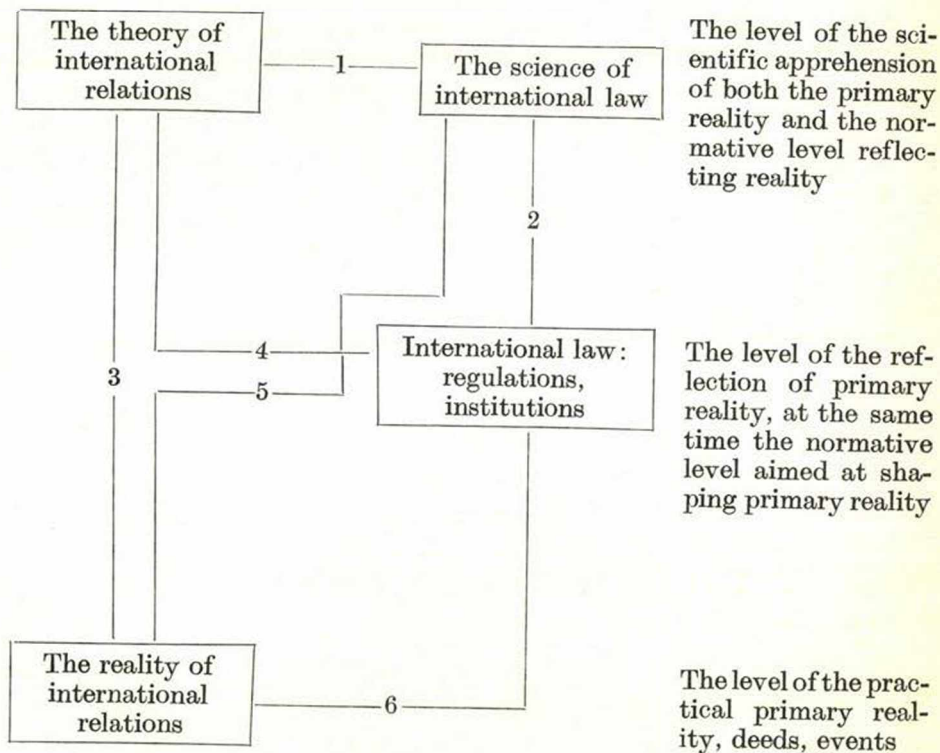 The theory of
international
relations
1
The science of
international law
The level of the sci-
entific apprehension
of both the primary
reality and the nor-
mative level reflec-
ting reality
2
3
4
5
International law:
regulations,
institutions
The level of the ref-
lection of primary
reality, at the same
time the normative
level aimed at sha-
ping primary reality
The reality of
international
relations
6
The level of the prac-
tical primary real-
ity, deeds, events